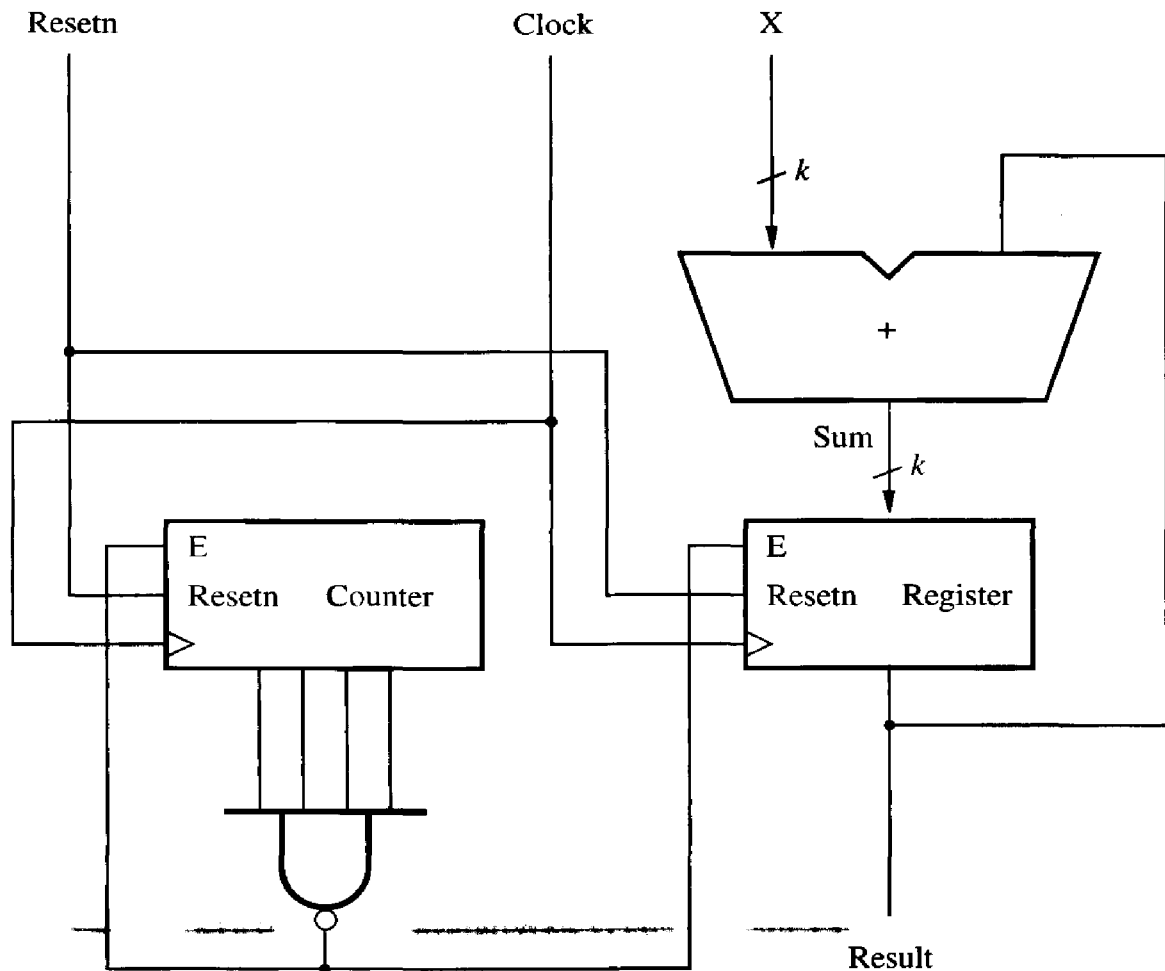 Resetn
Clock
X
k
+
Sum
k
E
Resetn Counter
E
Resetn Register
Result